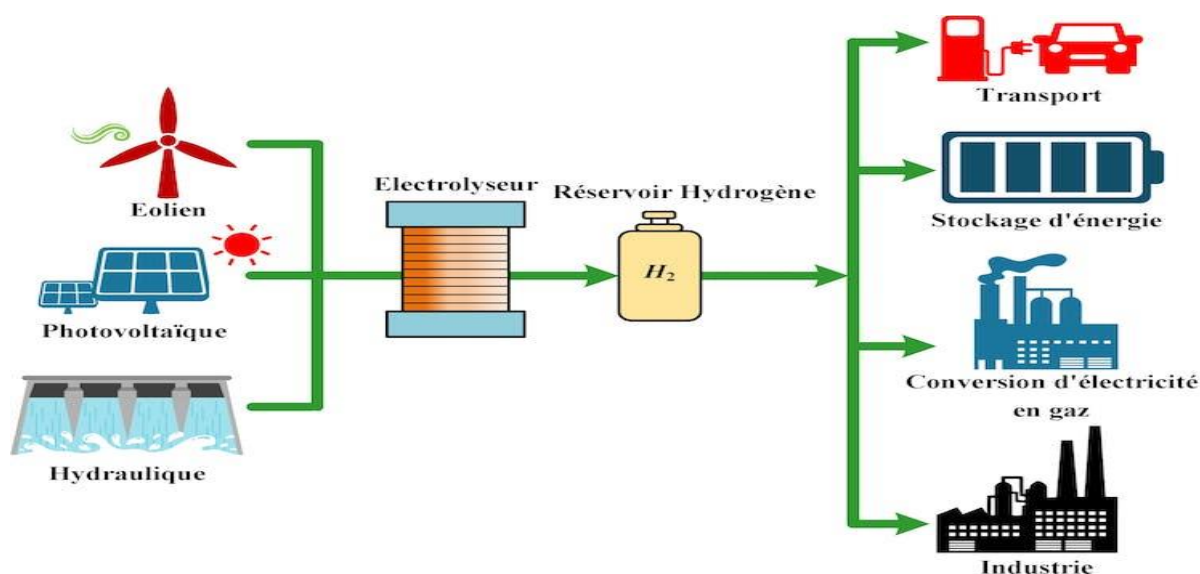 Eolien
Photovoltaïque
Hydraulique
Electrolyseur
Réservoir Hydrogène
H₂
Transport
Stockage d'énergie
Conversion d'électricité
en gaz
Industrie